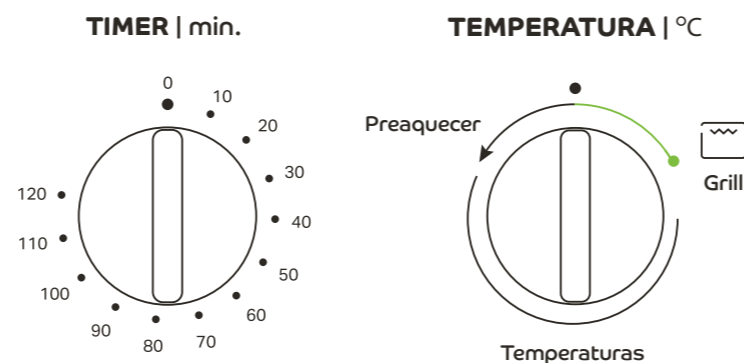 TIMER | min.
TEMPERATURA | °C
0
10
20
30
40
50
60
70
80
90
100
110
120
Preaquecer
Grill
Temperaturas